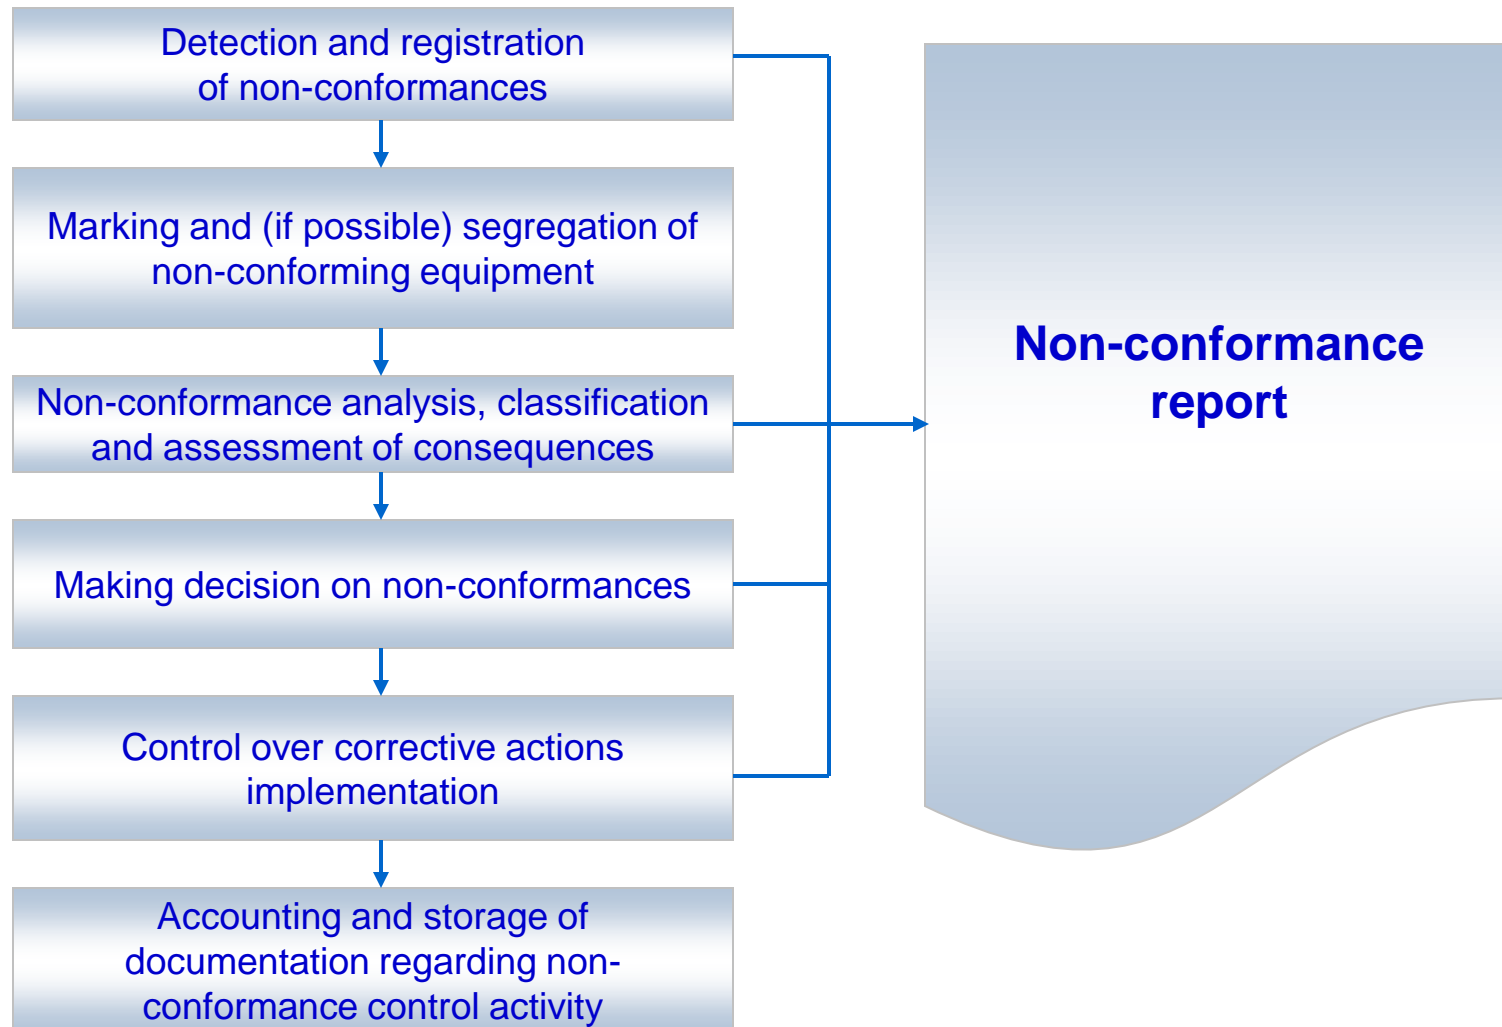 Detection and registration
of non-conformances
Marking and (if possible) segregation of
non-conforming equipment
Non-conformance analysis, classification
and assessment of consequences
Making decision on non-conformances
Control over corrective actions
implementation
Accounting and storage of
documentation regarding non-
conformance control activity
Non-conformance
report